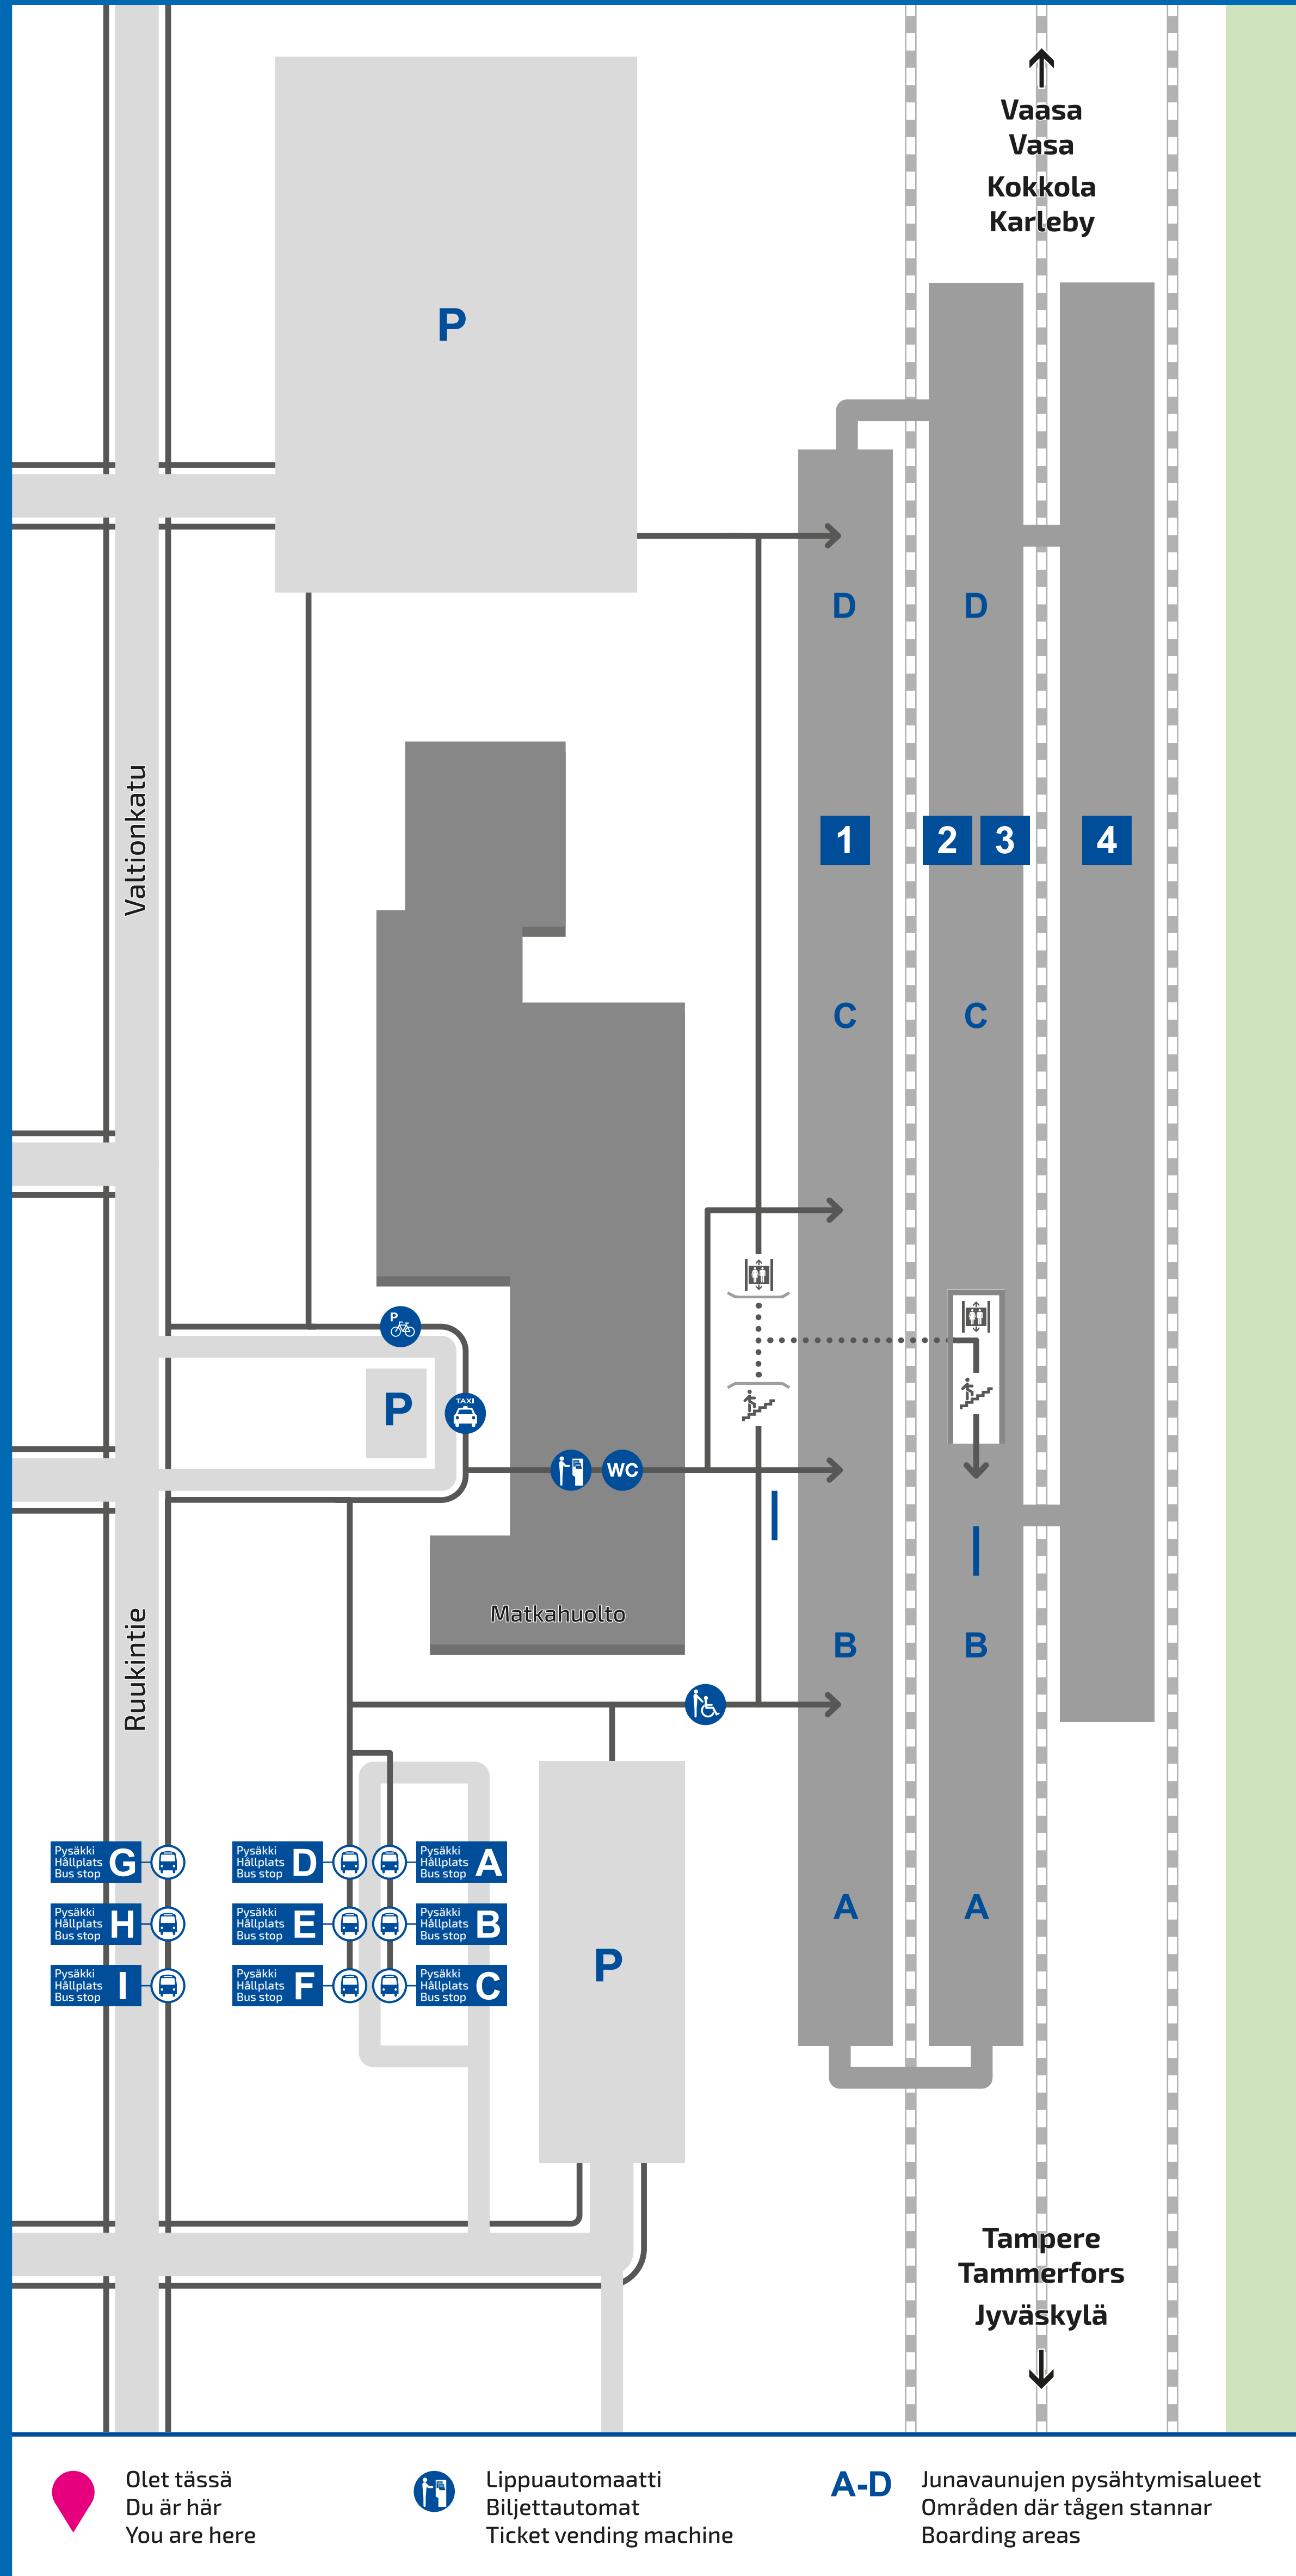 Vaasa
Vasa
Kokkola
Karleby
P
D D
Valtionkatu
1 2 3 4
C C
P
P
TAXI
WC
Matkahuolto
Ruukintie
B B
Pysäkki
Hållplats
Bus stop
G
Pysäkki
Hållplats
Bus stop
D
Pysäkki
Hållplats
Bus stop
A
Pysäkki
Hållplats
Bus stop
H
Pysäkki
Hållplats
Bus stop
E
Pysäkki
Hållplats
Bus stop
B
A A
Pysäkki
Hållplats
Bus stop
I
Pysäkki
Hållplats
Bus stop
F
Pysäkki
Hållplats
Bus stop
C
P
Tampere
Tammerfors
Jyväskylä
Olet tässä
Du är här
You are here
Lippuautomaatti
Biljettautomat
Ticket vending machine
A-D
Junavaunujen pysähtymisalueet
Områden där tågen stannar
Boarding areas